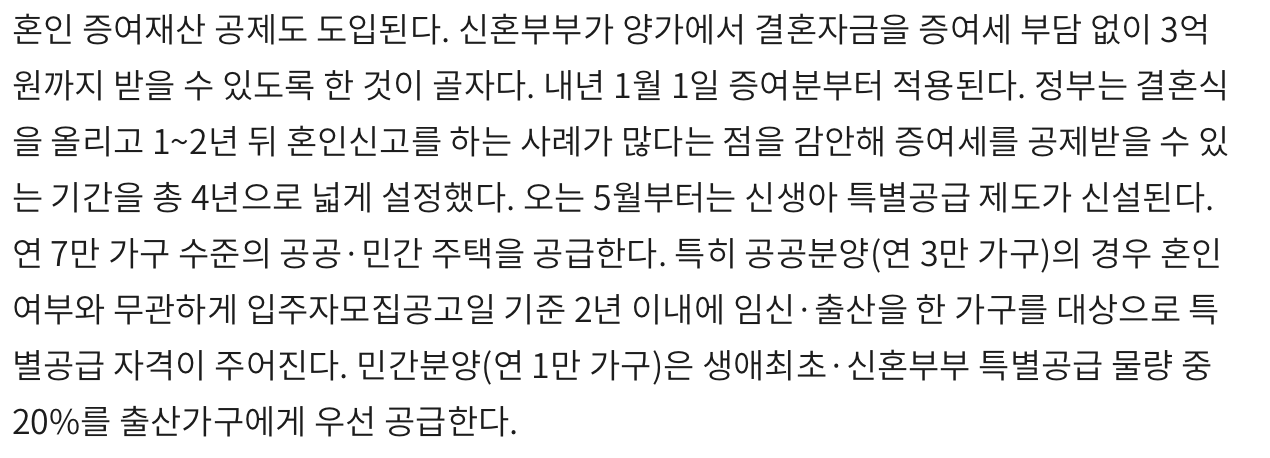 혼인 증여재산 공제도 도입된다. 신혼부부가 양가에서 결혼자금을 증여세 부담 없이 3억
원까지 받을 수 있도록 한 것이 골자다. 내년 1월 1일 증여분부터 적용된다. 정부는 결혼식
을 올리고 1~2년 뒤 혼인신고를 하는 사례가 많다는 점을 감안해 증여세를 공제받을 수 있
는 기간을 총 4년으로 넓게 설정했다. 오는 5월부터는 신생아 특별공급 제도가 신설된다.
연 7만 가구 수준의 공공·민간 주택을 공급한다. 특히 공공분양(연 3만 가구)의 경우 혼인
여부와 무관하게 입주자모집공고일 기준 2년 이내에 임신·출산을 한 가구를 대상으로 특
별공급 자격이 주어진다. 민간분양(연 1만 가구)은 생애최초·신혼부부 특별공급 물량 중
20%를 출산가구에게 우선 공급한다.